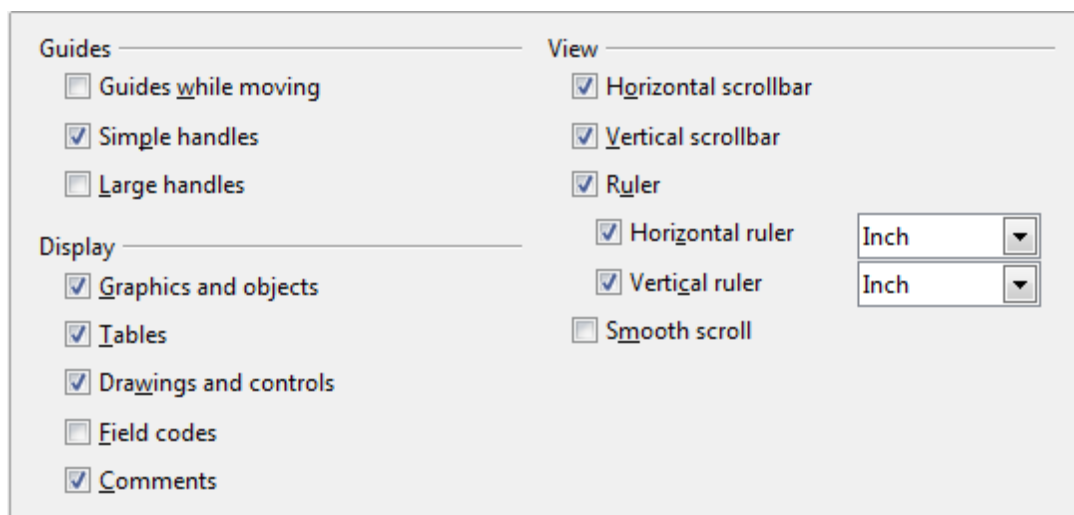 Guides
Guides while moving
Simple handles
Large handles
Display
Graphics and objects
Tables
Drawings and controls
Field codes
Comments
View
Horizontal scrollbar
Vertical scrollbar
Ruler
Horizontal ruler Inch
Vertical ruler Inch
Smooth scroll